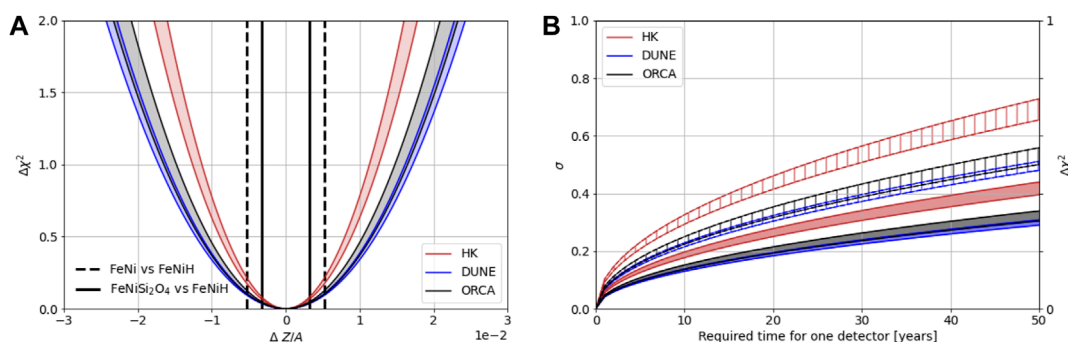 A
2.0
1.5
1.0
0.5
0.0
Δχ²
FeNi vs FeNiH
FeNiSi₂O₄ vs FeNiH
HK
DUNE
ORCA
−3
−2
−1
0
1
2
3
1e−2
Δ Z/A
B
1.0
0.8
0.6
0.4
0.2
0.0
σ
HK
DUNE
ORCA
1
0
Δχ²
0
10
20
30
40
50
Required time for one detector [years]